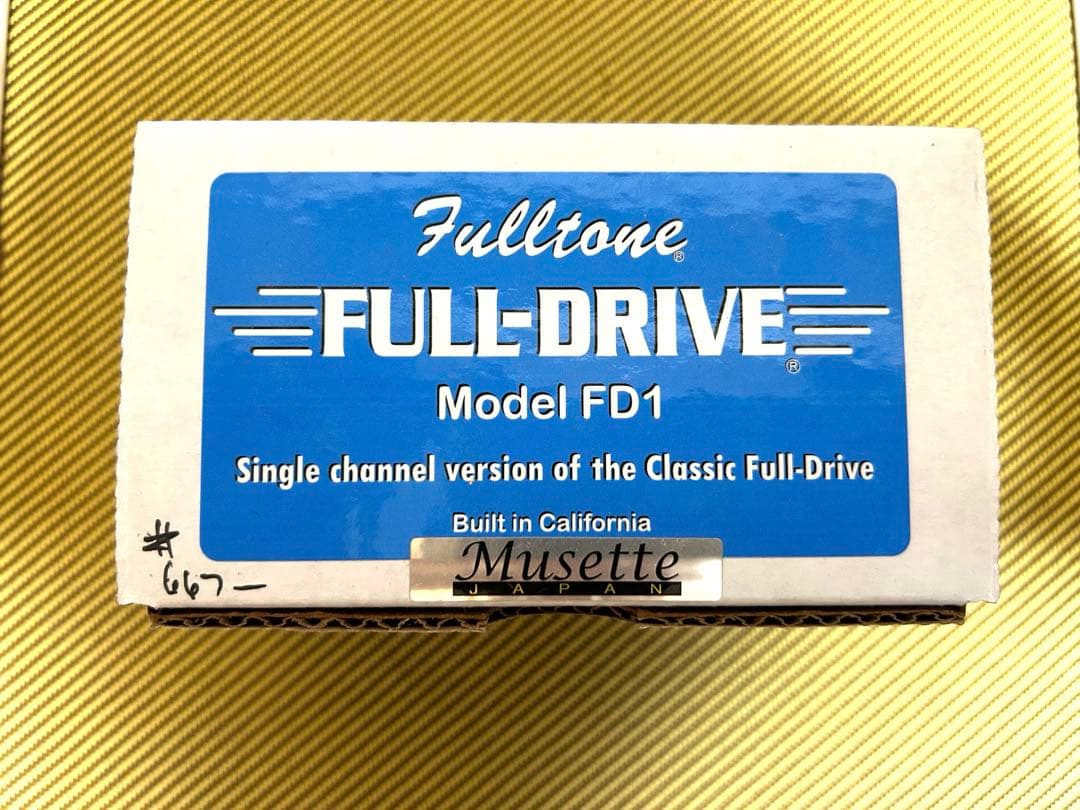 Fulltone®
FULL-DRIVE®
Model FD1
Single channel version of the Classic Full-Drive
Built in California
Musette
JAPAN
#
667-